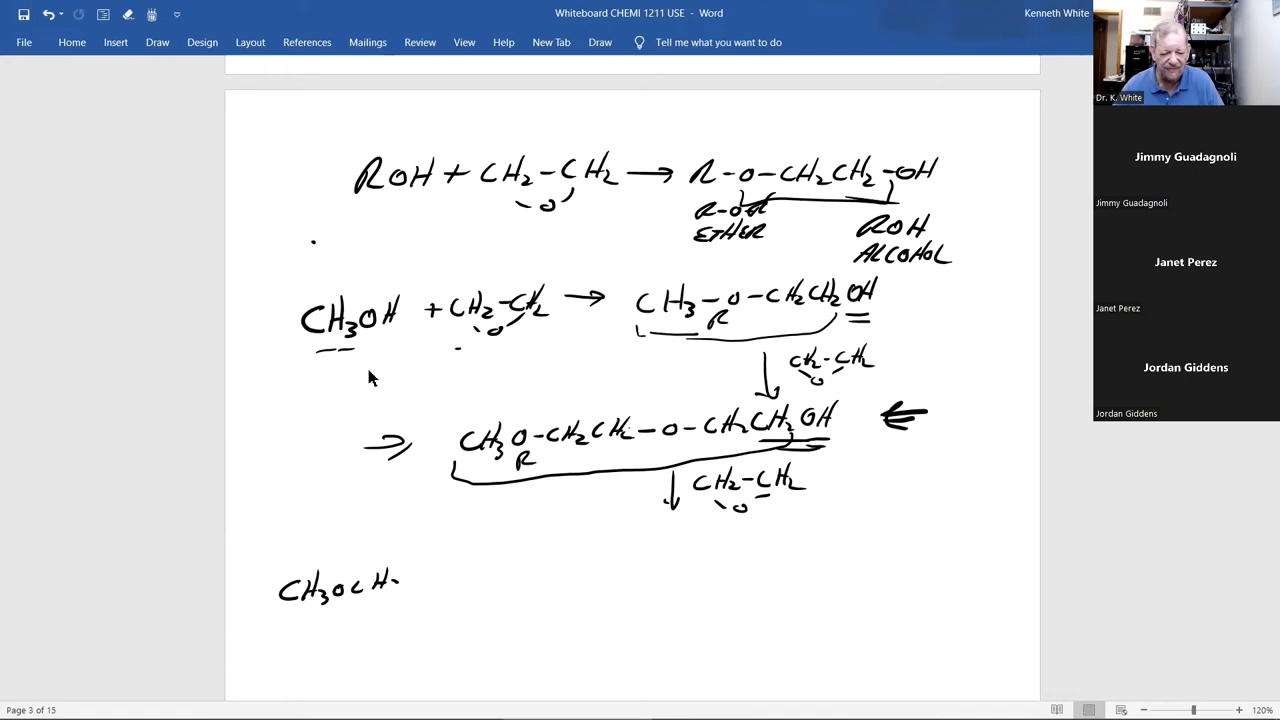 Whiteboard CHEMI 1211 USE - Word
Kenneth White
File Home Insert Draw Design Layout References Mailings Review View Help New Tab Draw Tell me what you want to do
Dr. K. White
Jimmy Guadagnoli
Jimmy Guadagnoli
Janet Perez
Janet Perez
Jordan Giddens
Jordan Giddens
ROH + CH2-CH2 → R-O-CH2CH2-OH
O
R-OR ROH
ETHER ALCOHOL
CH3OH + CH2-CH2 → CH3-O-CH2CH2OH
O R
↓ CH2-CH2
O
⇒ CH3O-CH2CH2-O-CH2CH2OH ←
R
↓ CH2-CH2
O
CH3OCH-
Page 3 of 15
120%